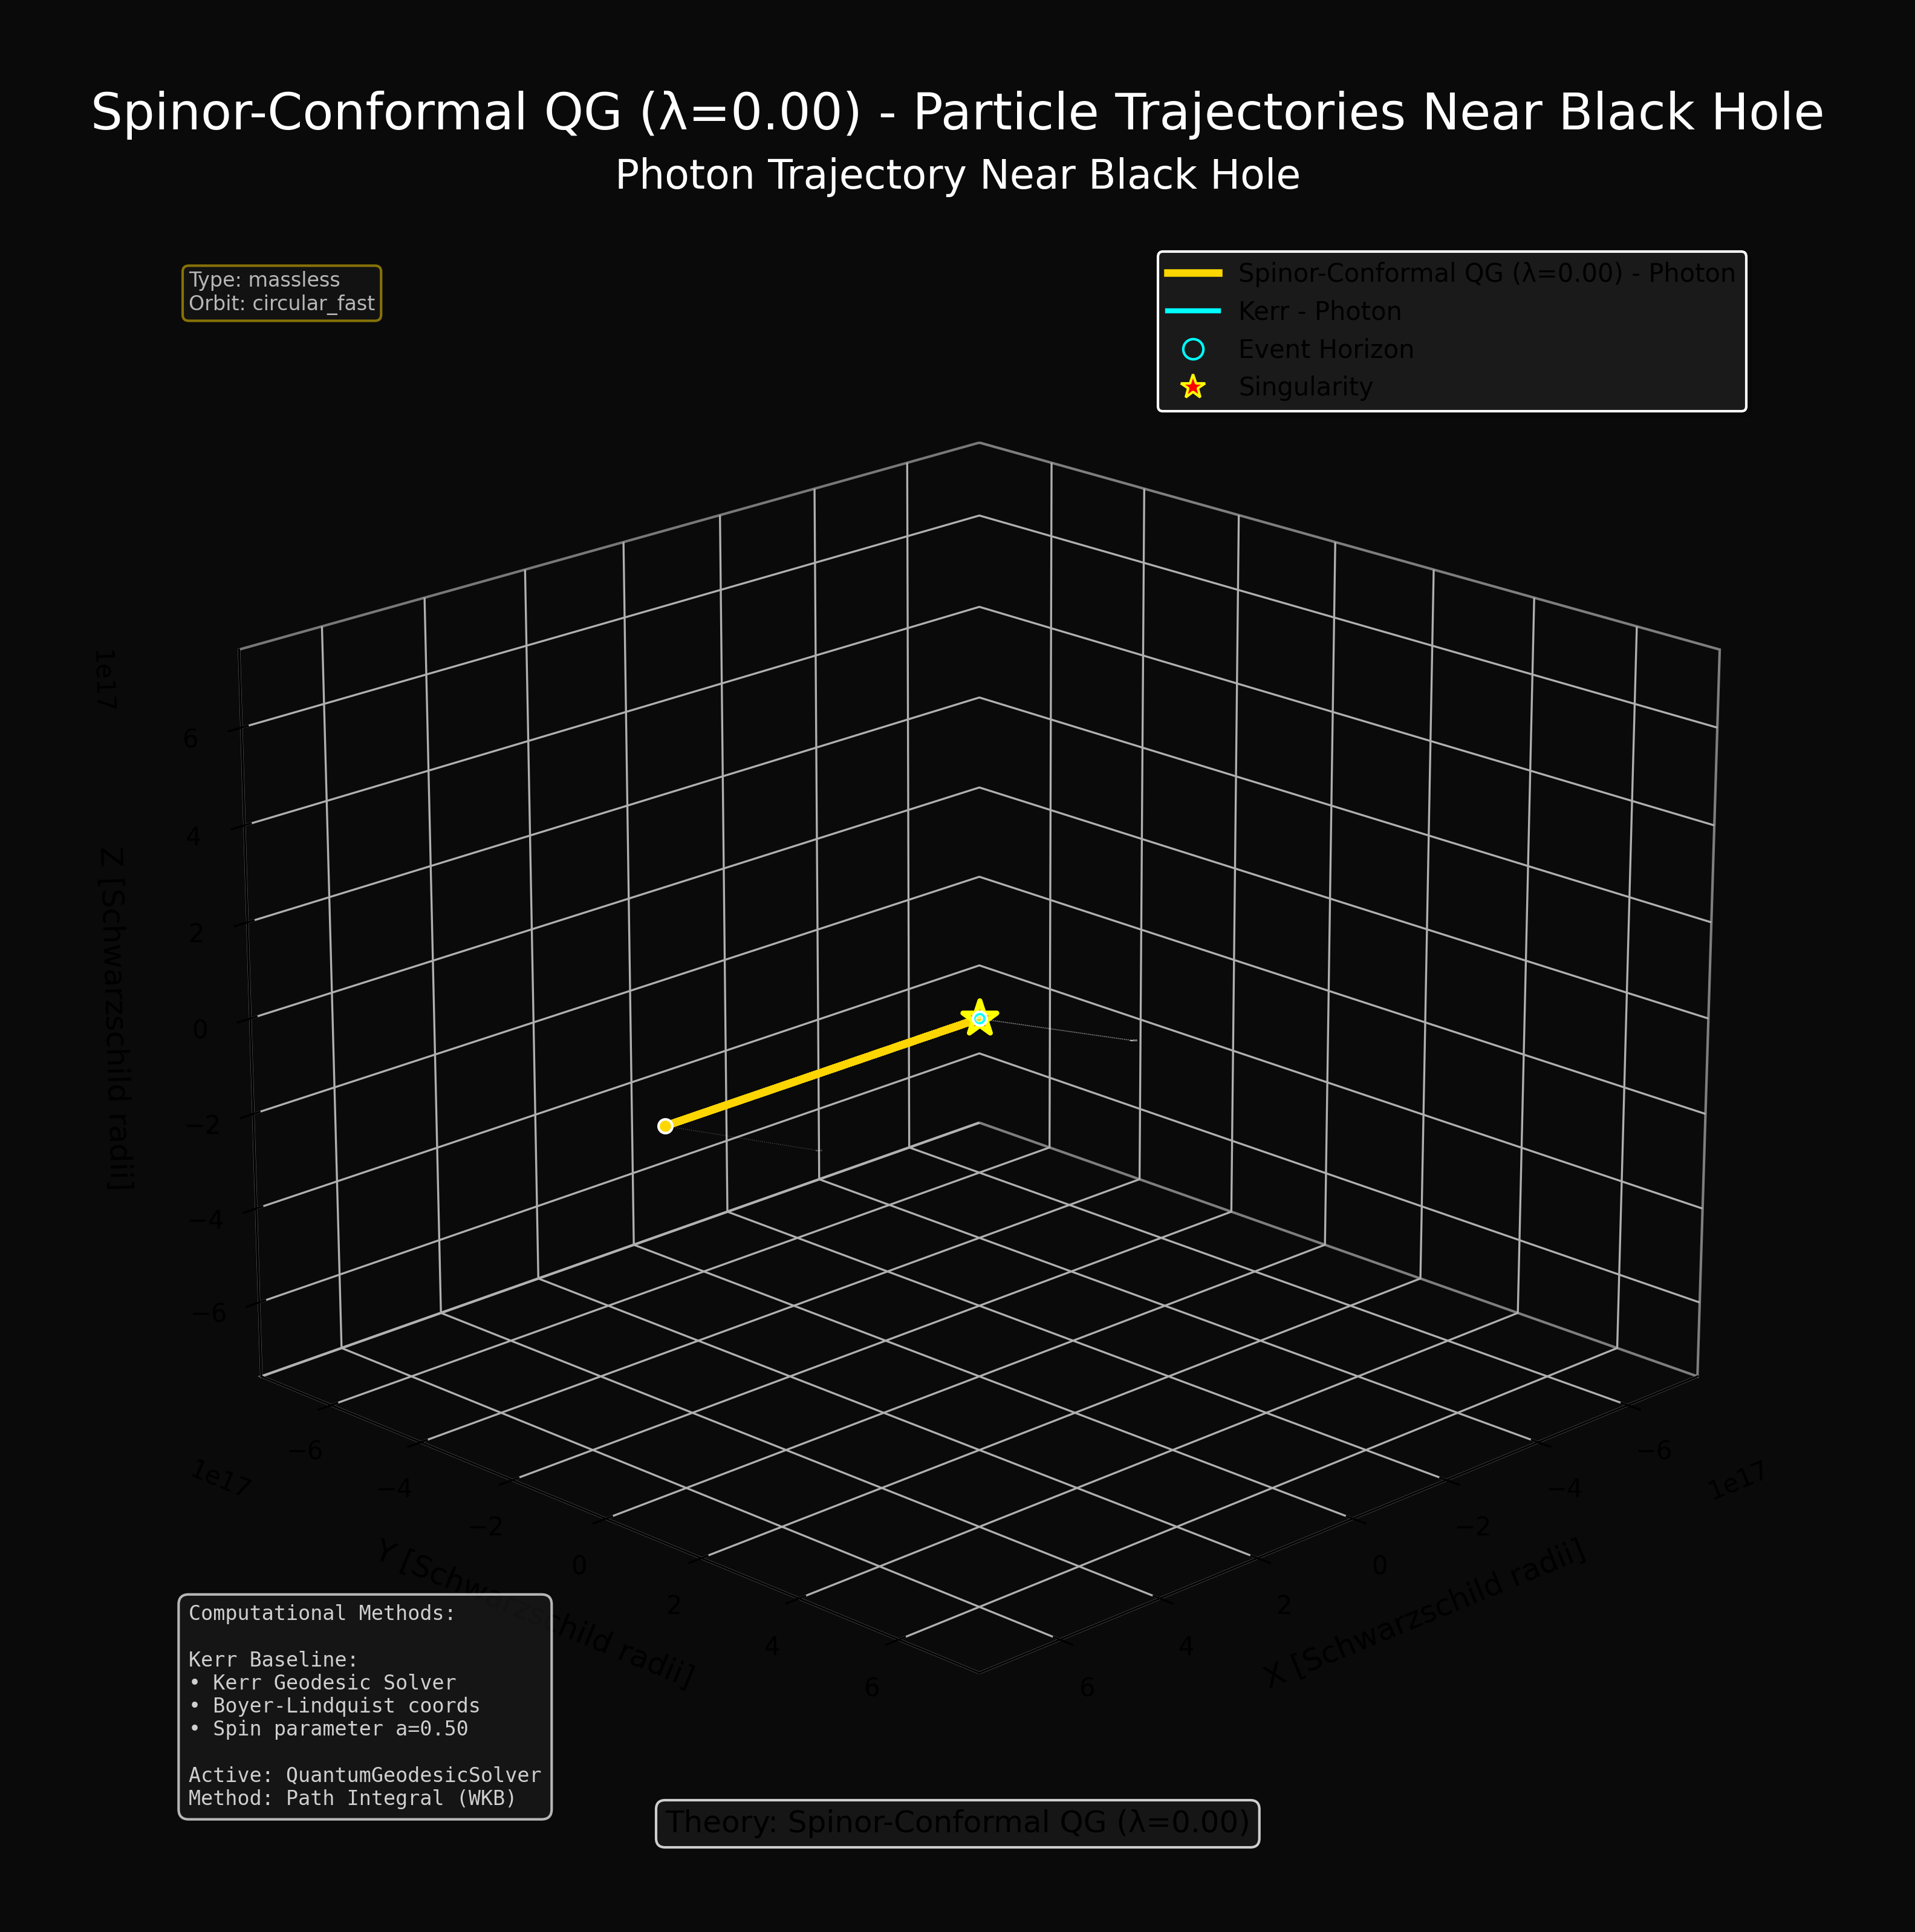 Spinor-Conformal QG (λ=0.00) - Particle Trajectories Near Black Hole
Photon Trajectory Near Black Hole
Type: massless
Orbit: circular_fast
Spinor-Conformal QG (λ=0.00) - Photon
Kerr - Photon
Event Horizon
Singularity
1e17
6
4
2
0
−2
−4
−6
Z [Schwarzschild radii]
1e17
−6
−4
−2
0
2
4
6
Y [Schwarzschild radii]
6
4
2
0
−2
−4
−6
1e17
X [Schwarzschild radii]
Computational Methods:
Kerr Baseline:
• Kerr Geodesic Solver
• Boyer-Lindquist coords
• Spin parameter a=0.50
Active: QuantumGeodesicSolver
Method: Path Integral (WKB)
Theory: Spinor-Conformal QG (λ=0.00)